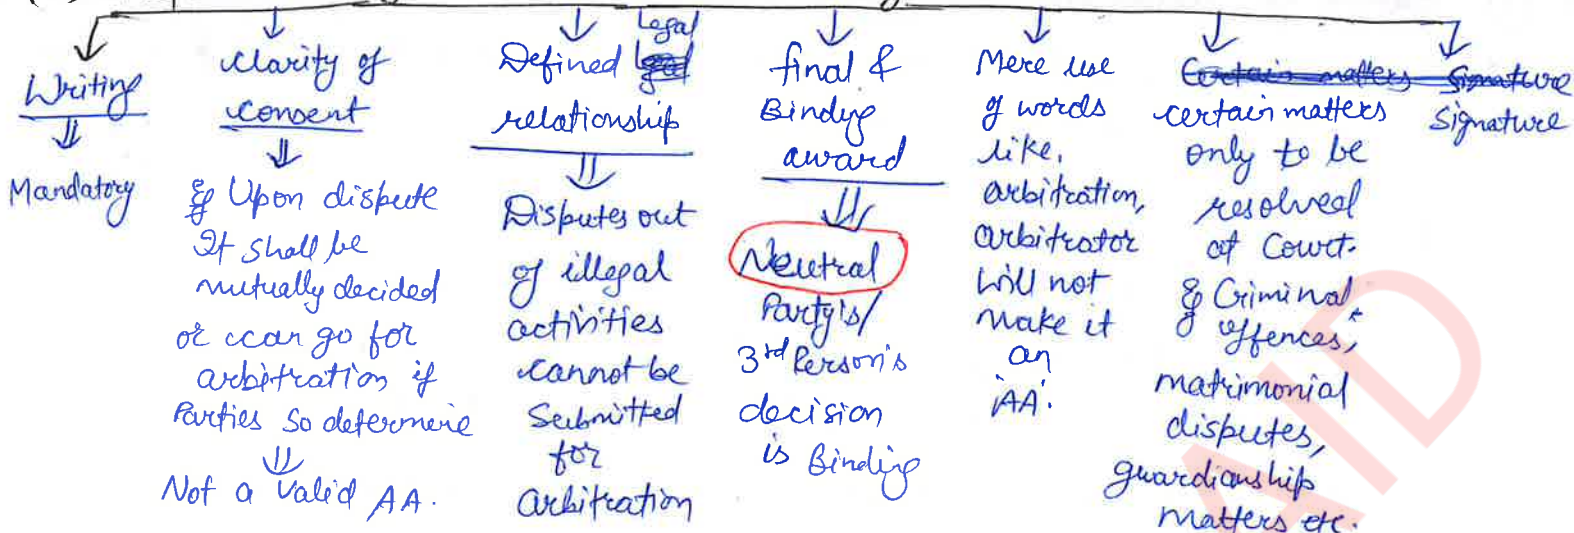 Writing
Mandatory
Clarity of
consent
Eg Upon dispute
It shall be
mutually decided
or can go for
arbitration if
Parties so determine
Not a valid AA.
Legal
Defined
relationship
Disputes out
of illegal
activities
cannot be
Submitted
for
arbitration
final &
Binding
award
Neutral
Party's/
3rd Person's
decision
is Binding
Mere use
of words
like,
arbitration,
arbitrator
will not
make it
an
'AA'.
Certain matters
certain matters
only to be
resolved
at Court.
Eg Criminal
offences,
matrimonial
disputes,
guardianship
matters etc.
Signature
Signature
AID